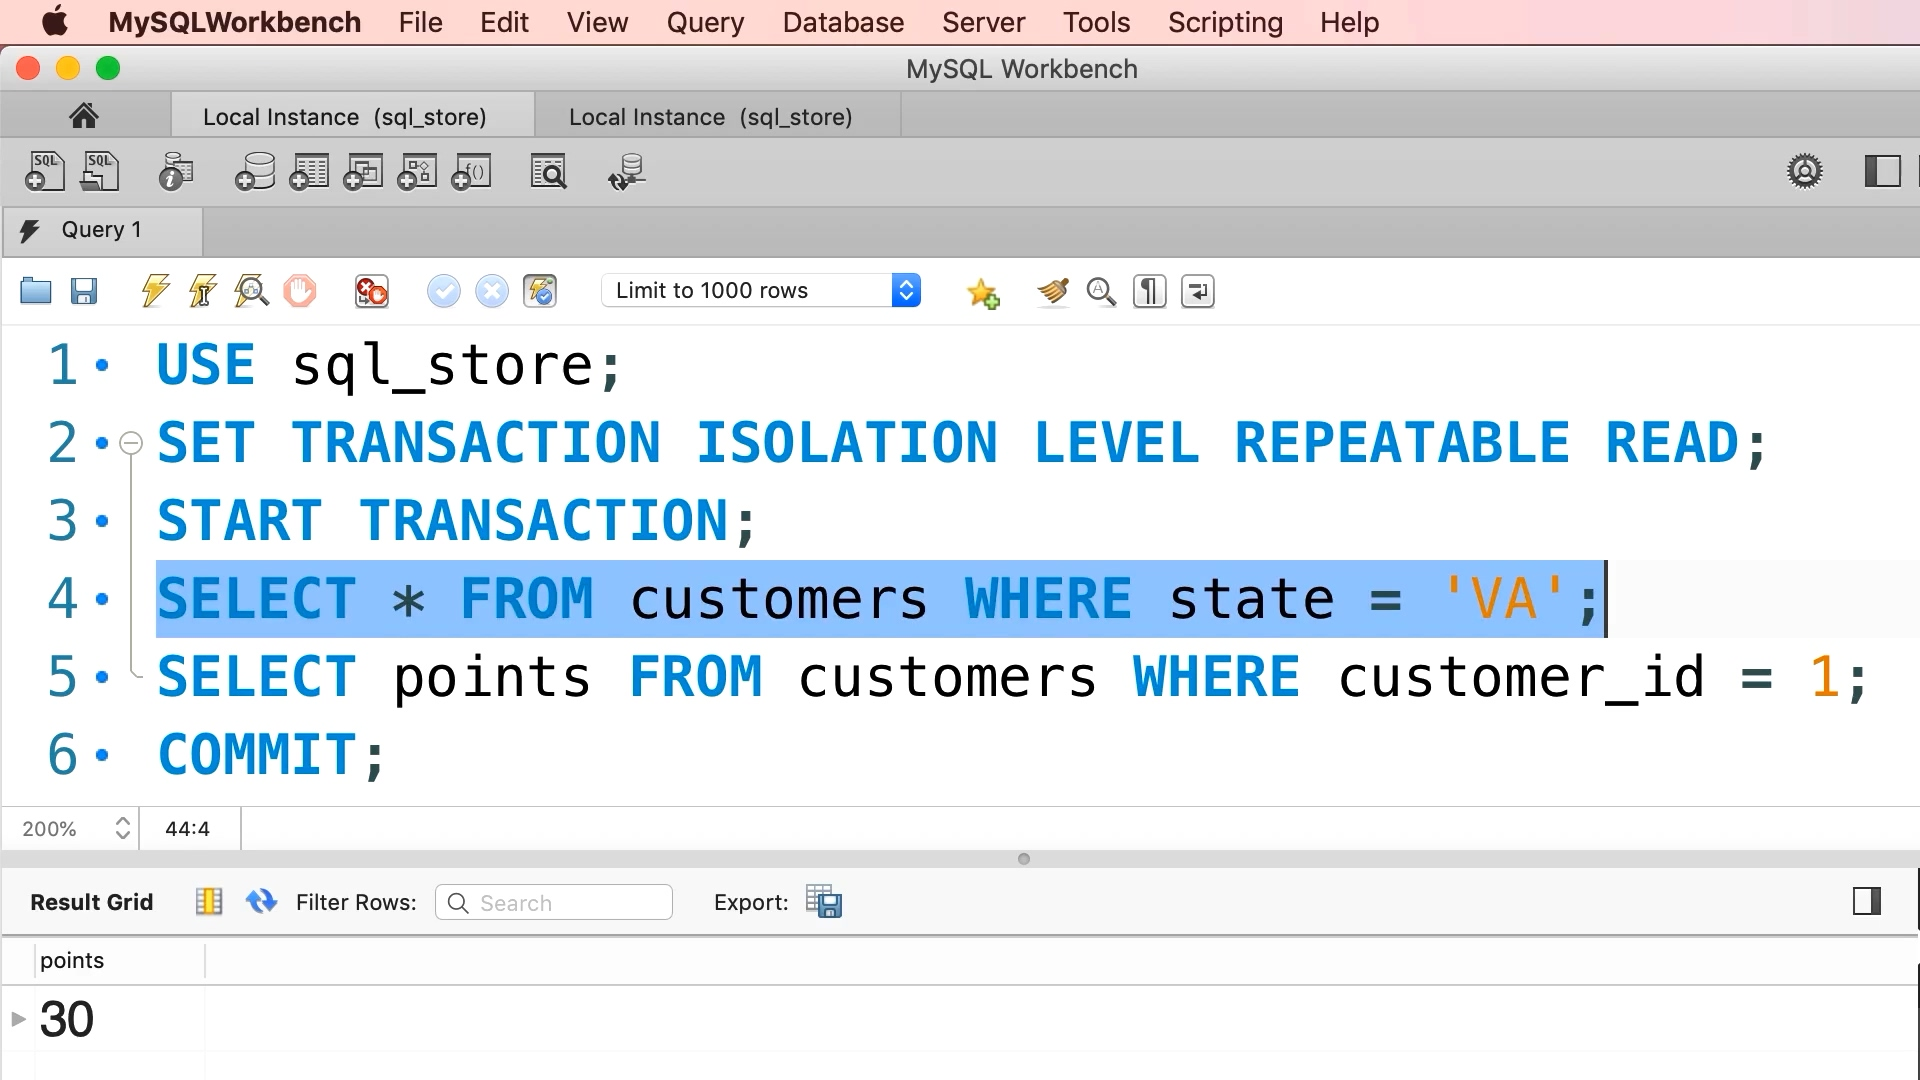 MySQLWorkbench File Edit View Query Database Server Tools Scripting Help
MySQL Workbench
Local Instance (sql_store) Local Instance (sql_store)
SQL SQL
Query 1
Limit to 1000 rows
1 USE sql_store;
2 SET TRANSACTION ISOLATION LEVEL REPEATABLE READ;
3 START TRANSACTION;
4 SELECT * FROM customers WHERE state = 'VA';
5 SELECT points FROM customers WHERE customer_id = 1;
6 COMMIT;
200% 44:4
Result Grid Filter Rows: Search Export:
points
30